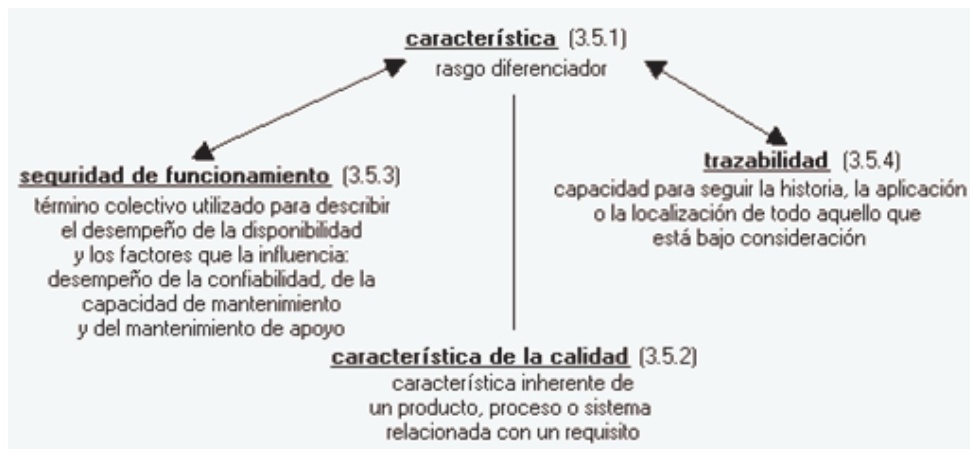 característica (3.5.1)
rasgo diferenciador
seguridad de funcionamiento (3.5.3)
término colectivo utilizado para describir
el desempeño de la disponibilidad
y los factores que la influencia:
desempeño de la confiabilidad, de la
capacidad de mantenimiento
y del mantenimiento de apoyo
trazabilidad (3.5.4)
capacidad para seguir la historia, la aplicación
o la localización de todo aquello que
está bajo consideración
característica de la calidad (3.5.2)
característica inherente de
un producto, proceso o sistema
relacionada con un requisito